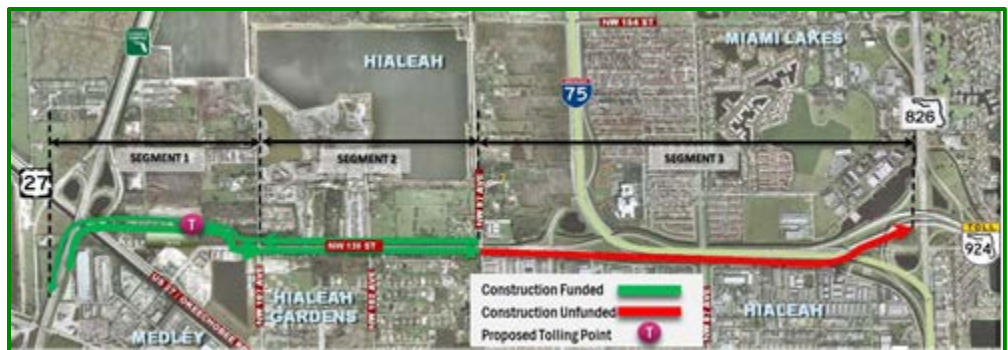 NW 154 ST
MIAMI LAKES
HIALEAH
75
826
SEGMENT 1
SEGMENT 2
SEGMENT 3
27
T
NW 138 ST
TOLL
924
HIALEAH
GARDENS
MEDLEY
HIALEAH
Construction Funded
Construction Unfunded
Proposed Tolling Point T